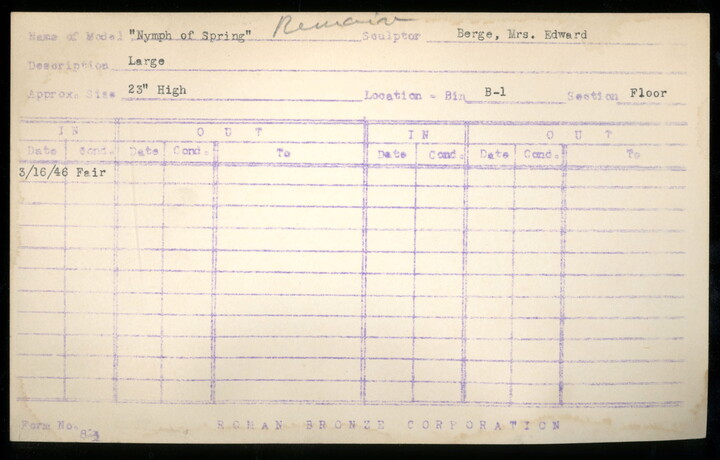 Remain
Name of Model "Nymph of Spring" Sculptor Berge, Mrs. Edward
Description Large
Approx. Size 23" High Location - Bin B-1 Section Floor
IN OUT IN OUT
Date Cond. Date Cond. To Date Cond. Date Cond. To
3/16/46 Fair
Form No. ROMAN BRONZE CORPORATION